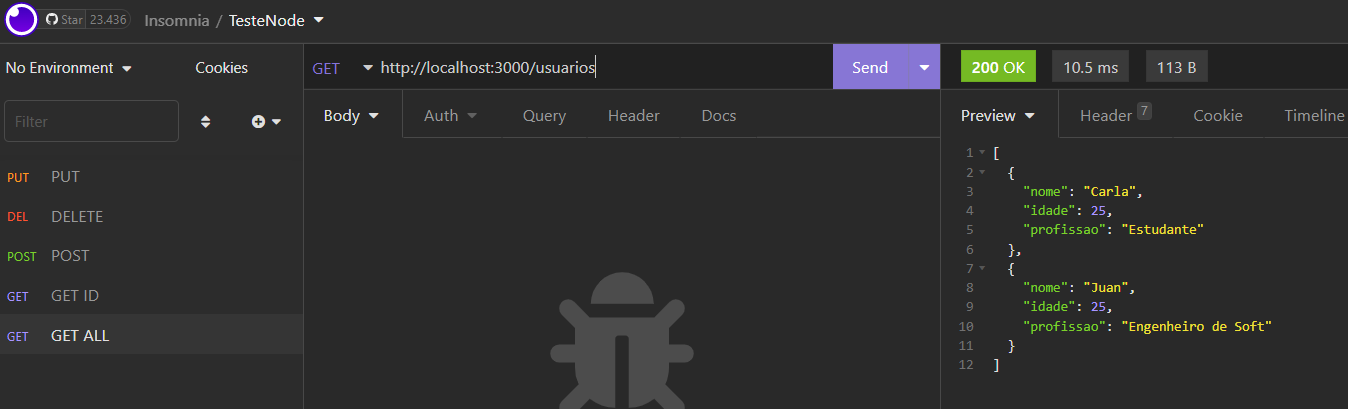 Star 23.436 Insomnia / TesteNode
No Environment Cookies
GET http://localhost:3000/usuarios Send
200 OK 10.5 ms 113 B
Filter
Body Auth Query Header Docs
Preview Header 7 Cookie Timeline
PUT PUT
DEL DELETE
POST POST
GET GET ID
GET GET ALL
1 [
2 {
3 "nome": "Carla",
4 "idade": 25,
5 "profissao": "Estudante"
6 },
7 {
8 "nome": "Juan",
9 "idade": 25,
10 "profissao": "Engenheiro de Soft"
11 }
12 ]